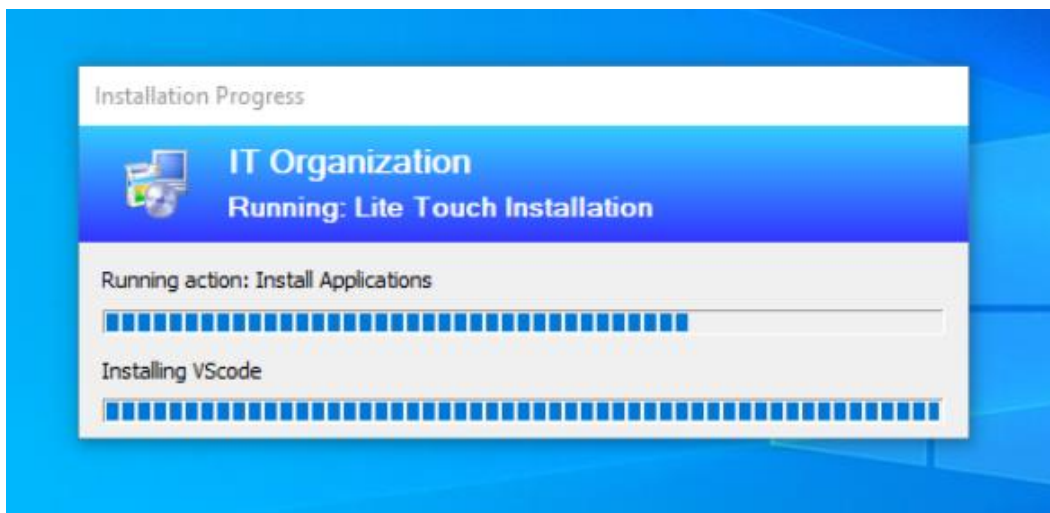 Installation Progress
IT Organization
Running: Lite Touch Installation
Running action: Install Applications
Installing VScode